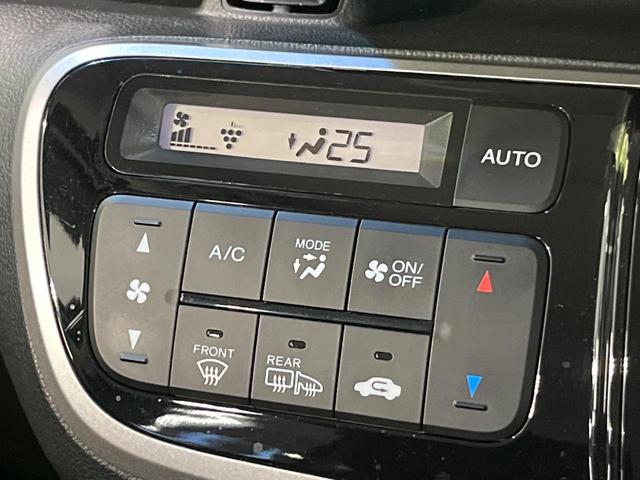 25
AUTO
A/C
MODE
ON/
OFF
FRONT
REAR